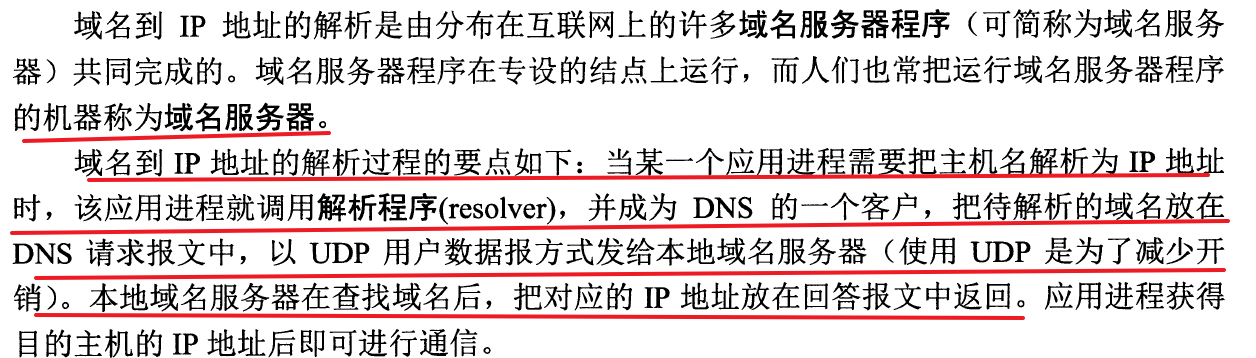 域名到 IP 地址的解析是由分布在互联网上的许多域名服务器程序（可简称为域名服务
器）共同完成的。域名服务器程序在专设的结点上运行，而人们也常把运行域名服务器程序
的机器称为域名服务器。
域名到 IP 地址的解析过程的要点如下：当某一个应用进程需要把主机名解析为 IP 地址
时，该应用进程就调用解析程序(resolver)，并成为 DNS 的一个客户，把待解析的域名放在
DNS 请求报文中，以 UDP 用户数据报方式发给本地域名服务器（使用 UDP 是为了减少开
销）。本地域名服务器在查找域名后，把对应的 IP 地址放在回答报文中返回。应用进程获得
目的主机的 IP 地址后即可进行通信。